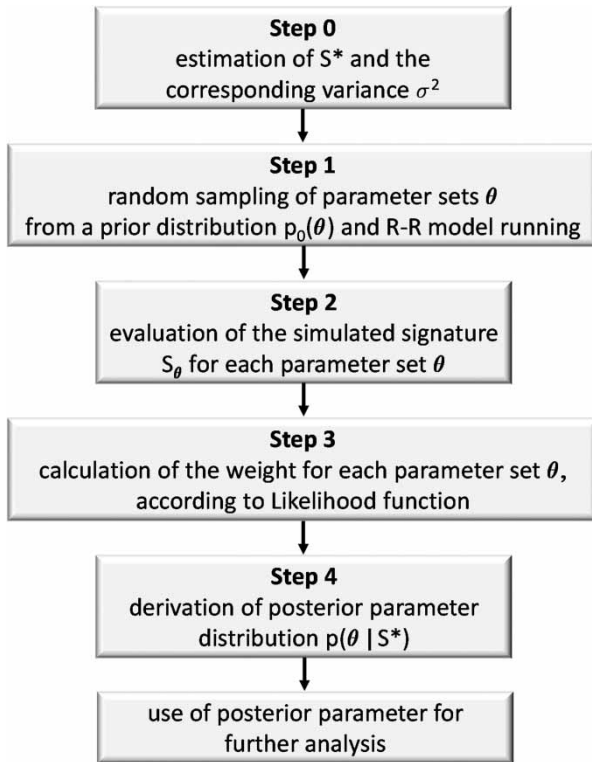 Step 0
estimation of S* and the
corresponding variance σ²
Step 1
random sampling of parameter sets θ
from a prior distribution p₀(θ) and R-R model running
Step 2
evaluation of the simulated signature
S_θ for each parameter set θ
Step 3
calculation of the weight for each parameter set θ,
according to Likelihood function
Step 4
derivation of posterior parameter
distribution p(θ | S*)
use of posterior parameter for
further analysis